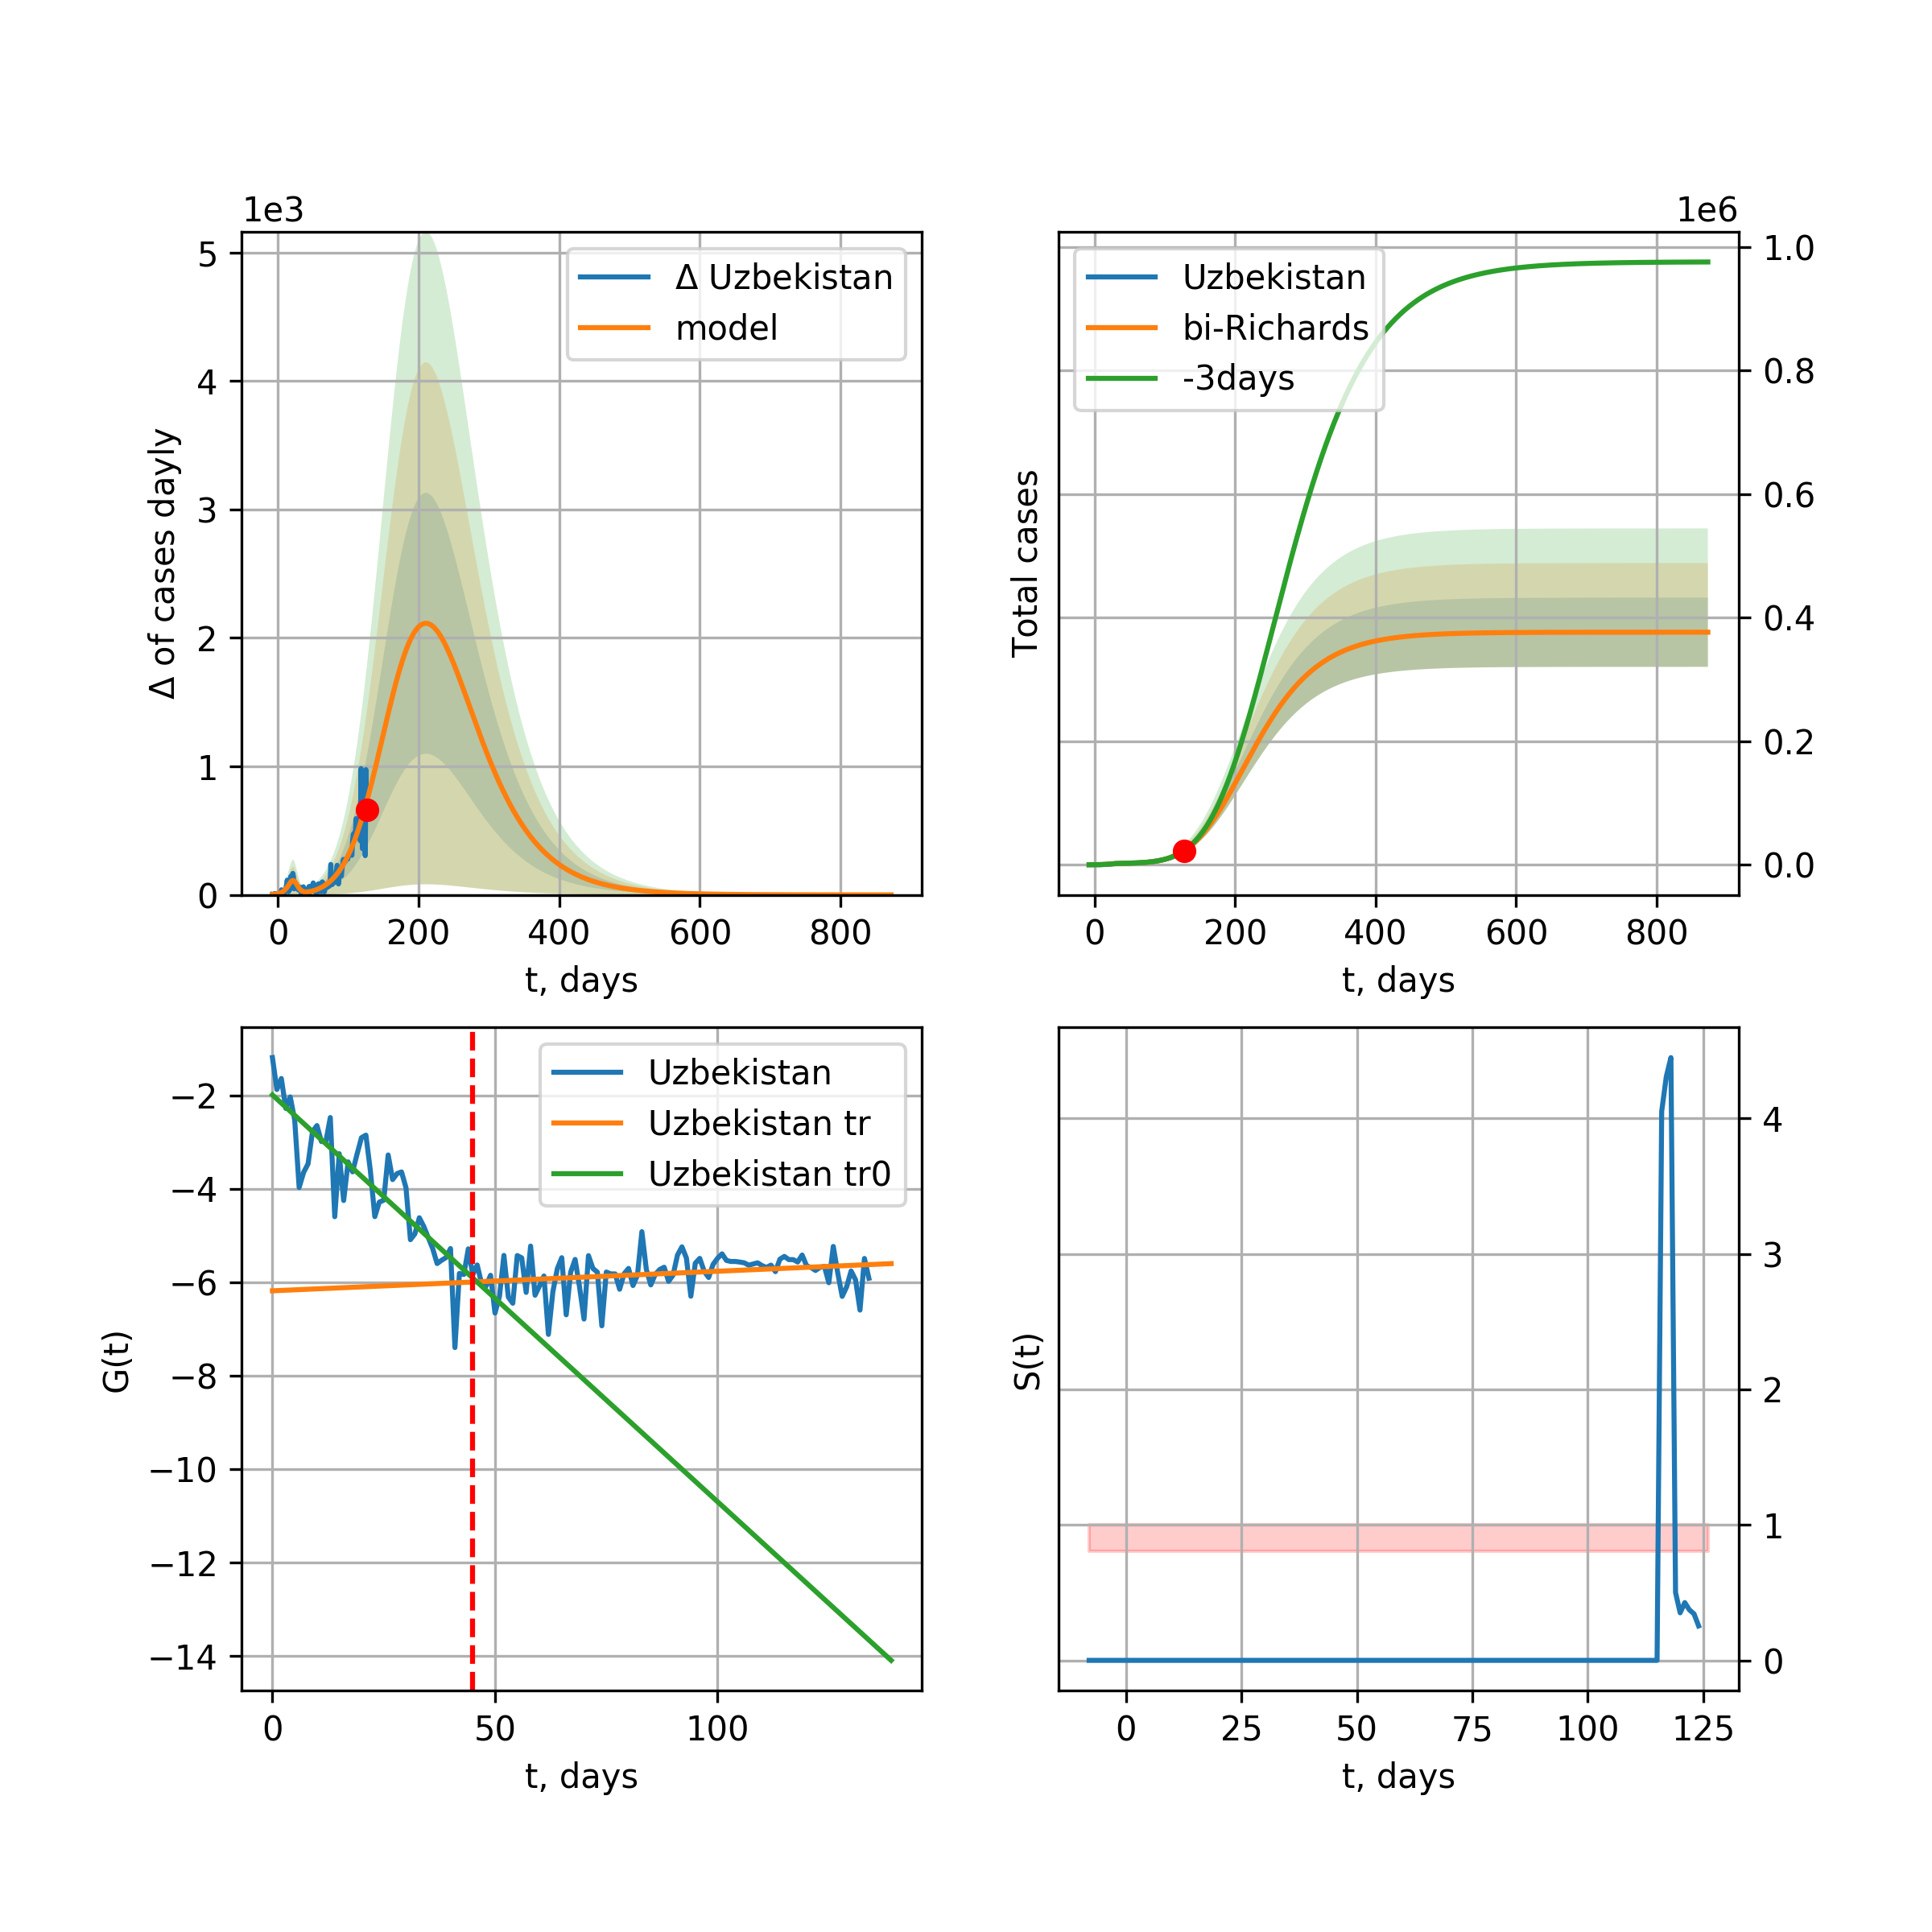 1e3
5
4
3
2
1
0
Δ of cases dayly
Δ Uzbekistan
model
0 200 400 600 800
t, days
1e6
1.0
0.8
0.6
0.4
0.2
0.0
Total cases
Uzbekistan
bi-Richards
-3days
0 200 400 600 800
t, days
−2
−4
−6
−8
−10
−12
−14
G(t)
Uzbekistan
Uzbekistan tr
Uzbekistan tr0
0 50 100
t, days
4
3
2
1
0
S(t)
0 25 50 75 100 125
t, days